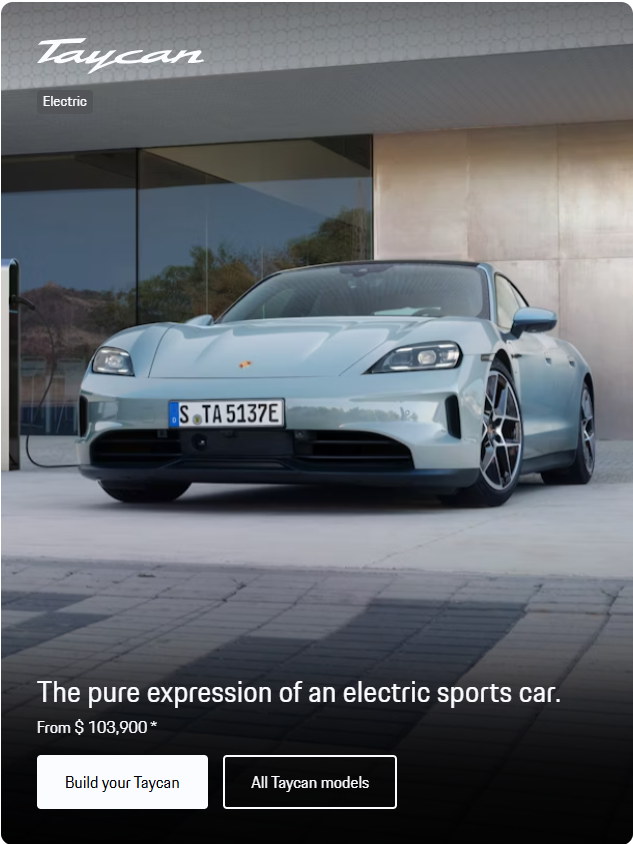 Taycan
Electric
D
S TA 5137E
The pure expression of an electric sports car.
From $ 103,900 *
Build your Taycan
All Taycan models